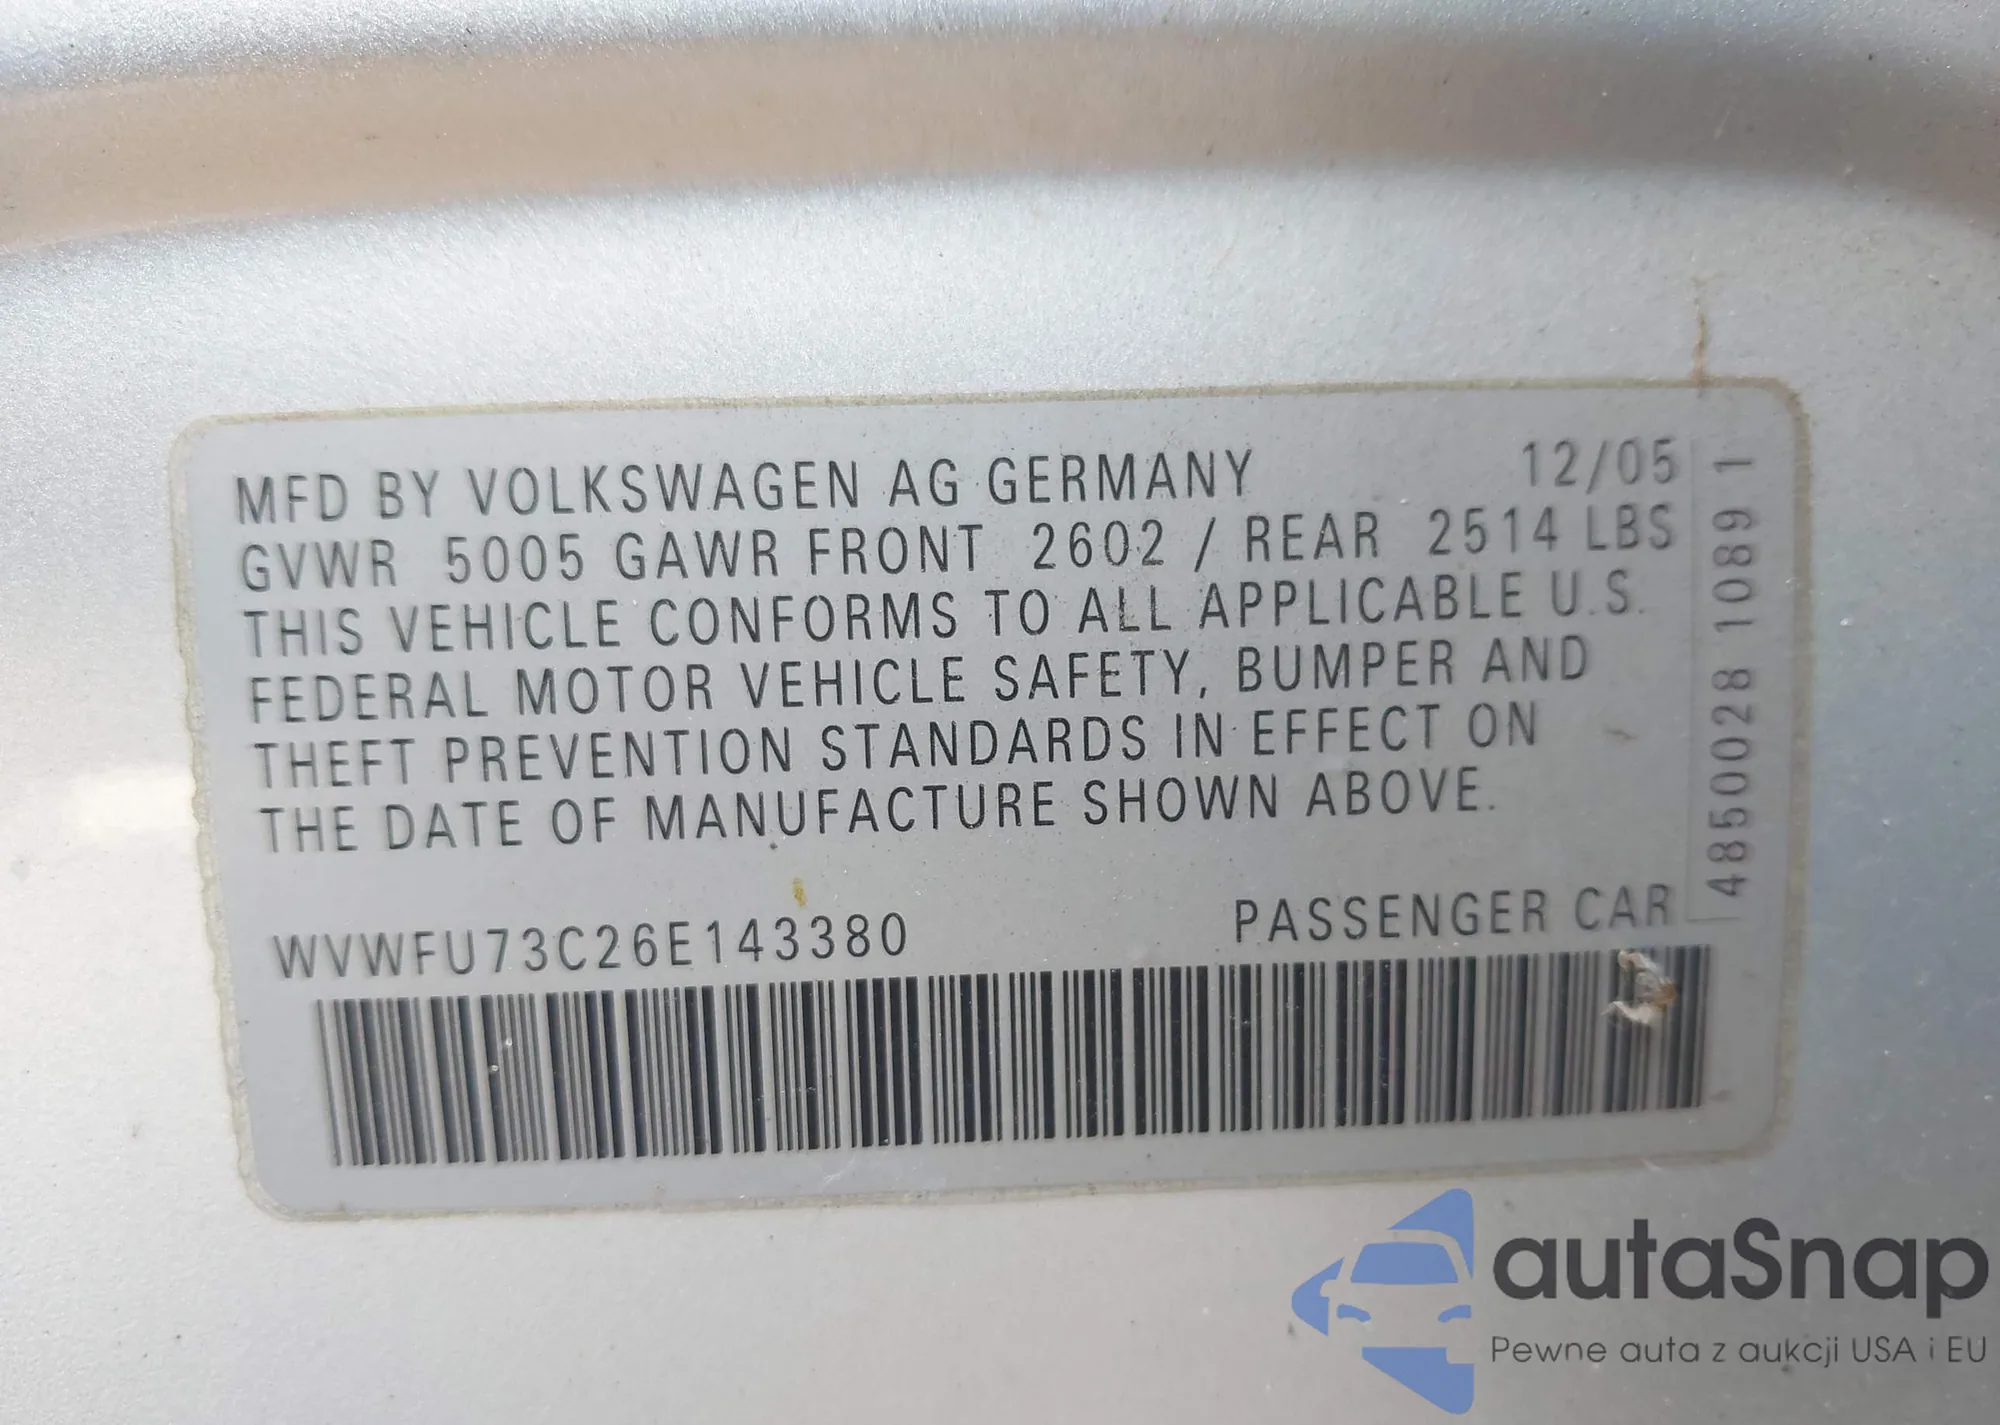 MFD BY VOLKSWAGEN AG GERMANY 12/05
GVWR 5005 GAWR FRONT 2602 / REAR 2514 LBS
THIS VEHICLE CONFORMS TO ALL APPLICABLE U.S.
FEDERAL MOTOR VEHICLE SAFETY, BUMPER AND
THEFT PREVENTION STANDARDS IN EFFECT ON
THE DATE OF MANUFACTURE SHOWN ABOVE.
WVWFU73C26E143380 PASSENGER CAR
4850028 1089 1
autaSnap
Pewne auta z aukcji USA i EU